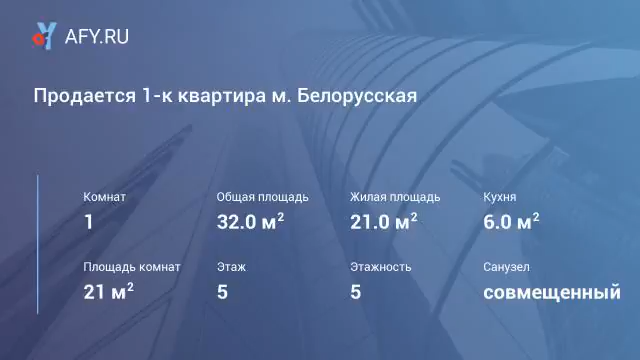 AFY.RU
Продается 1-к квартира м. Белорусская
Комнат Общая площадь Жилая площадь Кухня
1 32.0 м² 21.0 м² 6.0 м²
Площадь комнат Этаж Этажность Санузел
21 м² 5 5 совмещенный